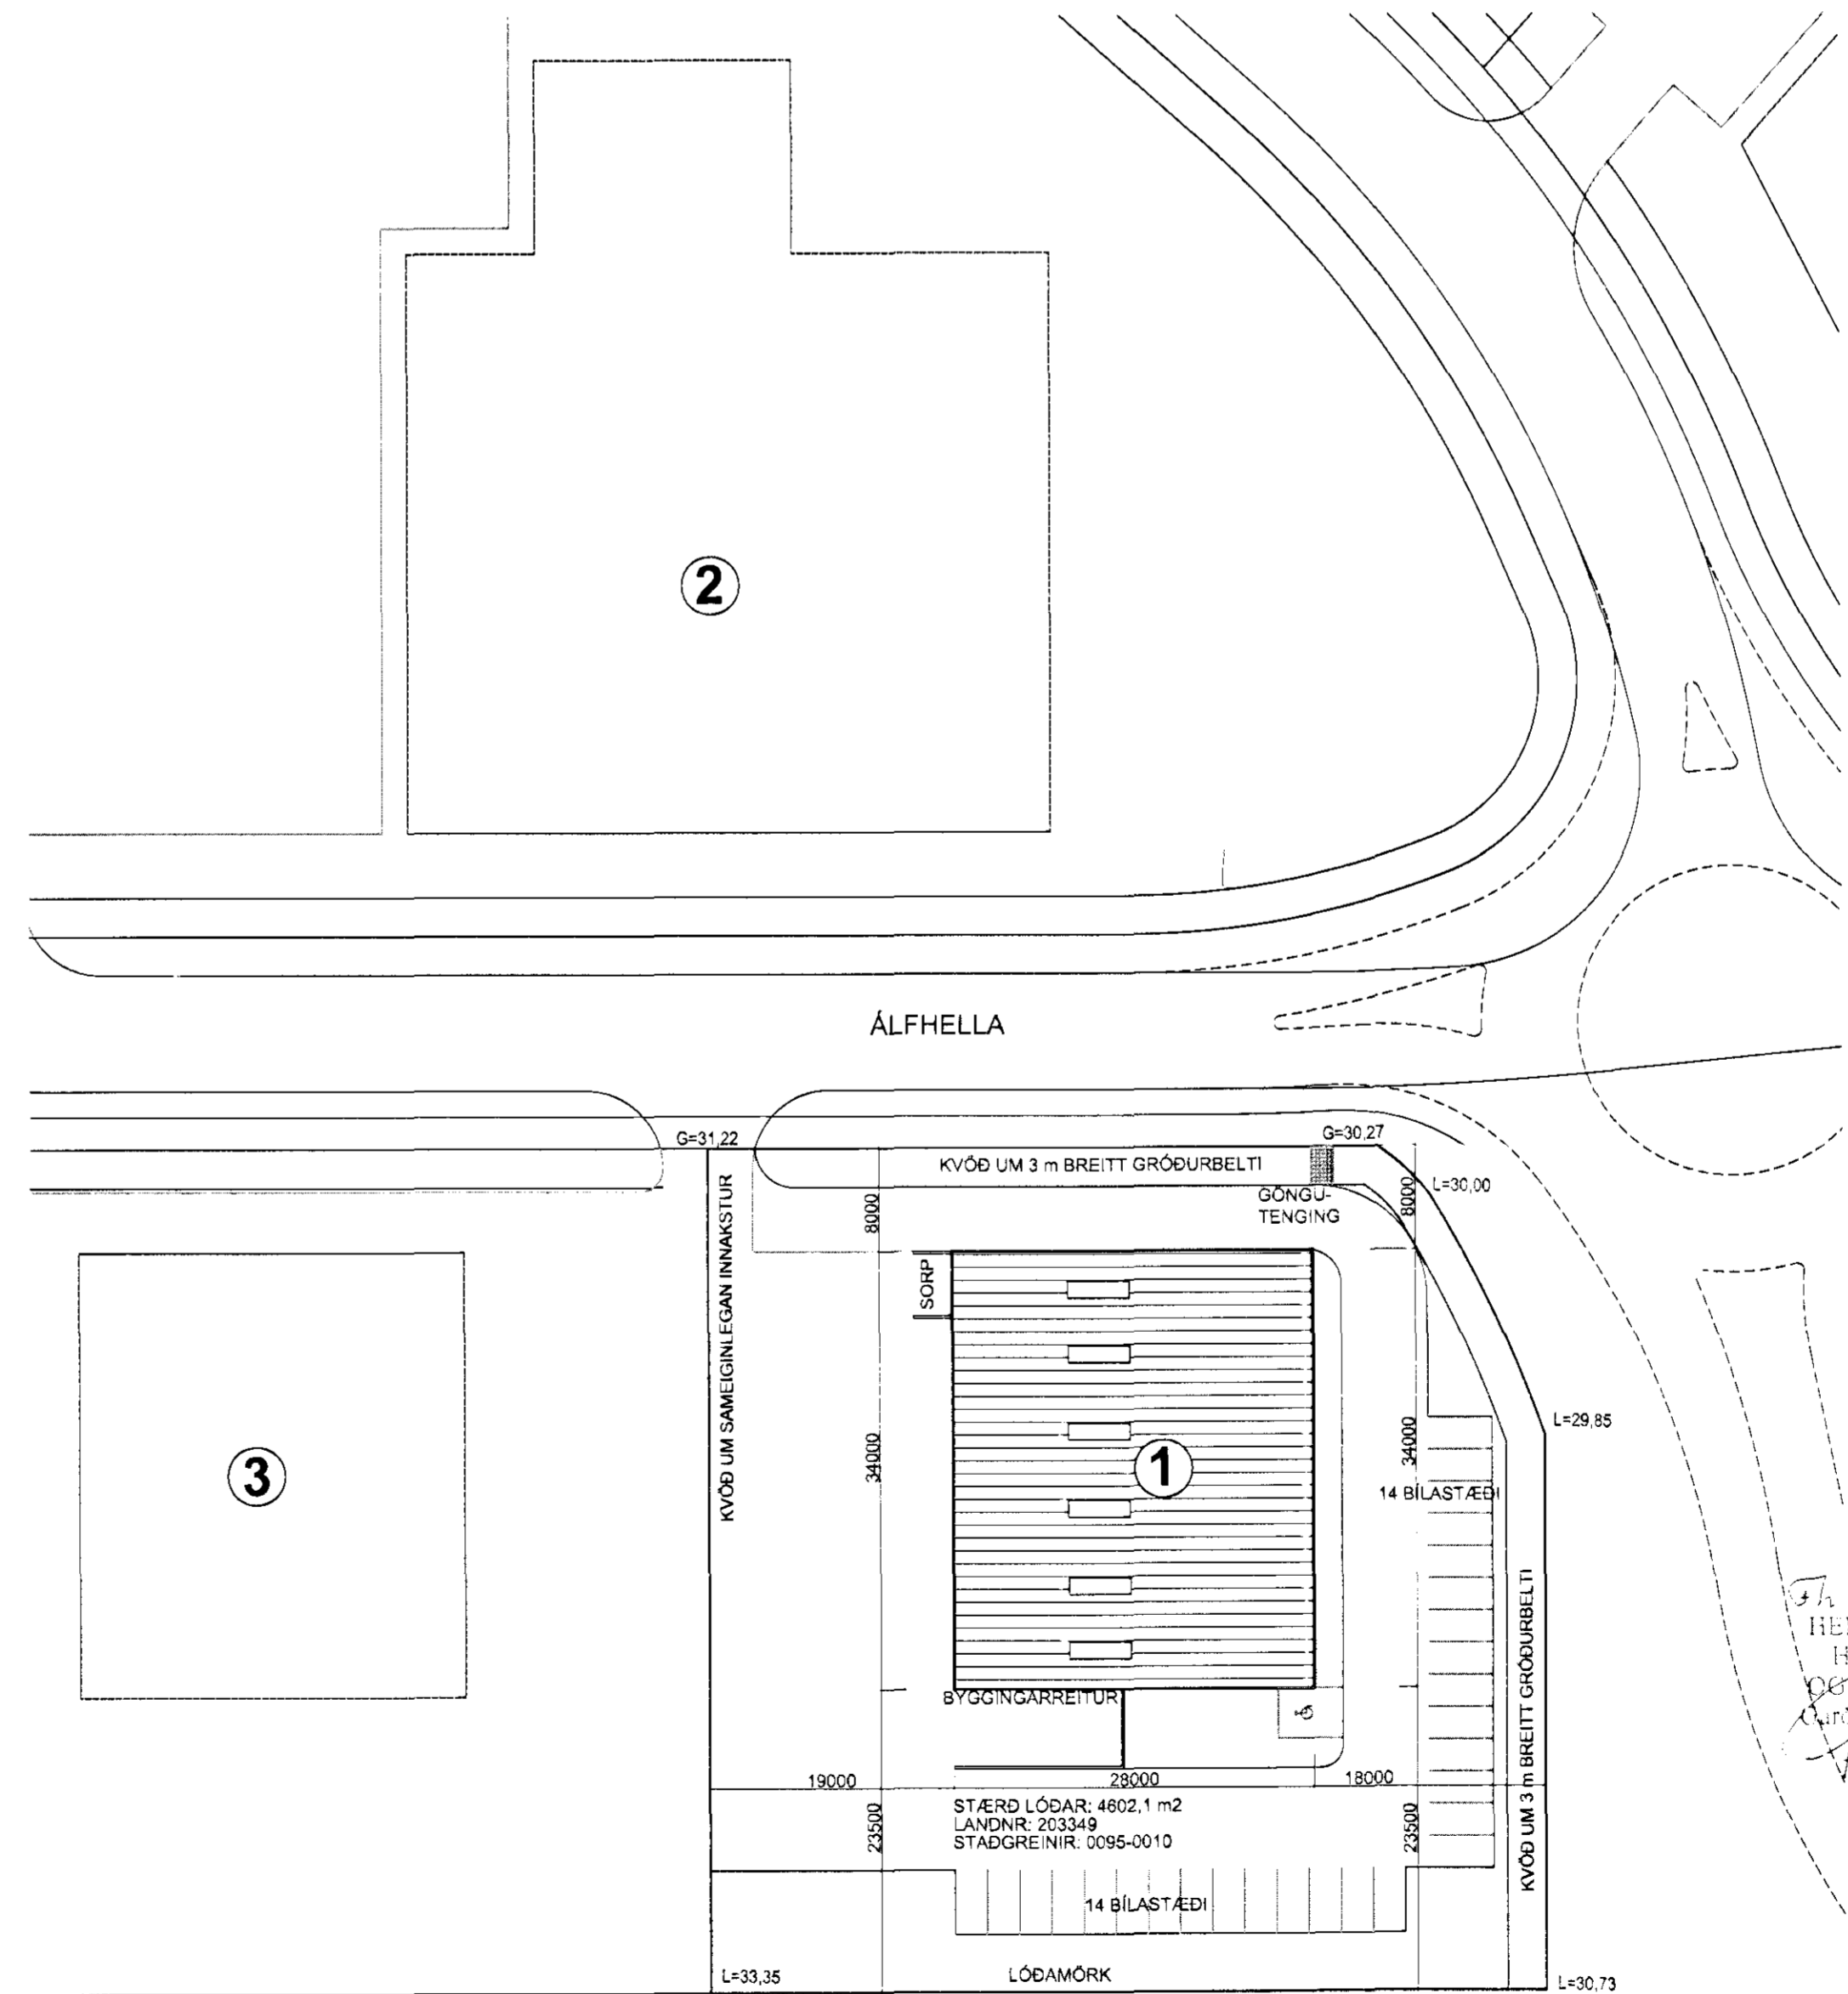 2
ÁLFHELLA
G=31,22
G=30,27
KVÖÐ UM 3 m BREITT GRÓÐURBELTI
L=30,00
GÖNGU-
TENGING
8000
8000
KVÖÐ UM SAMEIGINLEGAN INNAKSTUR
SORP
L=29,85
34000
34000
3
1
14 BÍLASTÆÐI
KVÖÐ UM 3 m BREITT GRÓÐURBELTI
BYGGINGARREITUR
19000
28000
18000
STÆRÐ LÓÐAR: 4602,1 m2
LANDNR: 203349
STAÐGREINIR: 0095-0010
23500
23500
14 BÍLASTÆÐI
L=33,35
LÓÐAMÖRK
L=30,73